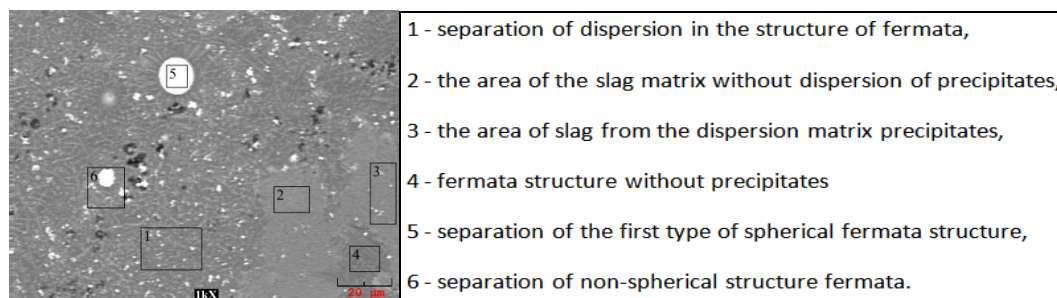 5
6
3
2
1
4
20 µm
1kX
1 - separation of dispersion in the structure of fermata,
2 - the area of the slag matrix without dispersion of precipitates,
3 - the area of slag from the dispersion matrix precipitates,
4 - fermata structure without precipitates
5 - separation of the first type of spherical fermata structure,
6 - separation of non-spherical structure fermata.